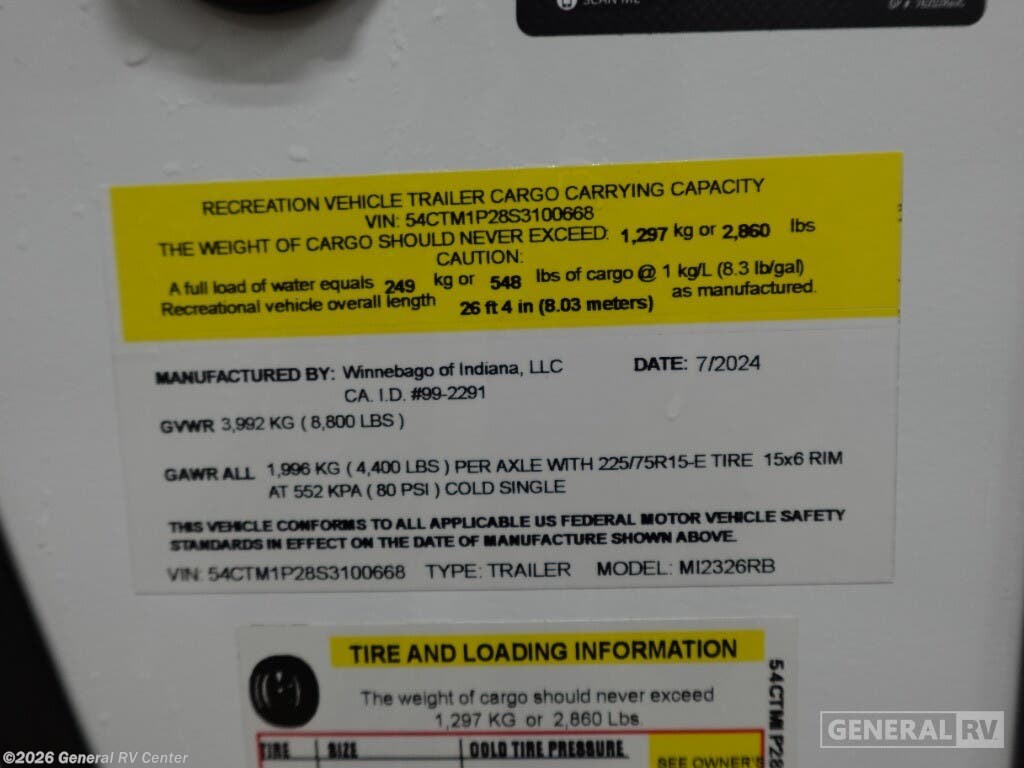 SCAN ME
RECREATION VEHICLE TRAILER CARGO CARRYING CAPACITY
VIN: 54CTM1P28S3100668
THE WEIGHT OF CARGO SHOULD NEVER EXCEED: 1,297 kg or 2,860 lbs
CAUTION:
A full load of water equals 249 kg or 548 lbs of cargo @ 1 kg/L (8.3 lb/gal)
Recreational vehicle overall length 26 ft 4 in (8.03 meters) as manufactured.
MANUFACTURED BY: Winnebago of Indiana, LLC DATE: 7/2024
CA. I.D. #99-2291
GVWR 3,992 KG ( 8,800 LBS )
GAWR ALL 1,996 KG ( 4,400 LBS ) PER AXLE WITH 225/75R15-E TIRE 15x6 RIM
AT 552 KPA ( 80 PSI ) COLD SINGLE
THIS VEHICLE CONFORMS TO ALL APPLICABLE US FEDERAL MOTOR VEHICLE SAFETY
STANDARDS IN EFFECT ON THE DATE OF MANUFACTURE SHOWN ABOVE.
VIN: 54CTM1P28S3100668 TYPE: TRAILER MODEL: MI2326RB
TIRE AND LOADING INFORMATION
The weight of cargo should never exceed
1,297 KG or 2,860 Lbs.
TIRE SIZE COLD TIRE PRESSURE
SEE OWNER'S
54CTM1P28
GENERAL RV
©2026 General RV Center